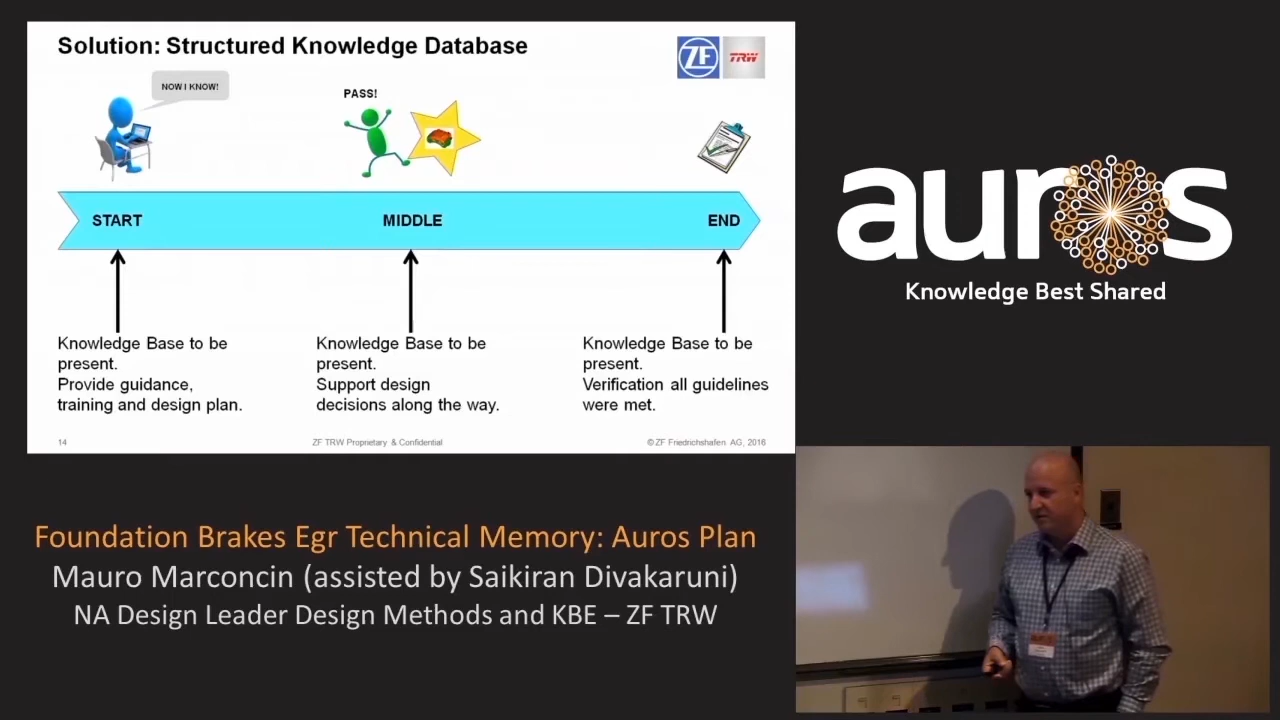 Solution: Structured Knowledge Database
ZF
TRW
NOW I KNOW!
PASS!
START
MIDDLE
END
Knowledge Base to be
present.
Provide guidance,
training and design plan.
Knowledge Base to be
present.
Support design
decisions along the way.
Knowledge Base to be
present.
Verification all guidelines
were met.
14
ZF TRW Proprietary & Confidential
© ZF Friedrichshafen AG, 2016
auros
Knowledge Best Shared
Foundation Brakes Egr Technical Memory: Auros Plan
Mauro Marconcin (assisted by Saikiran Divakaruni)
NA Design Leader Design Methods and KBE – ZF TRW